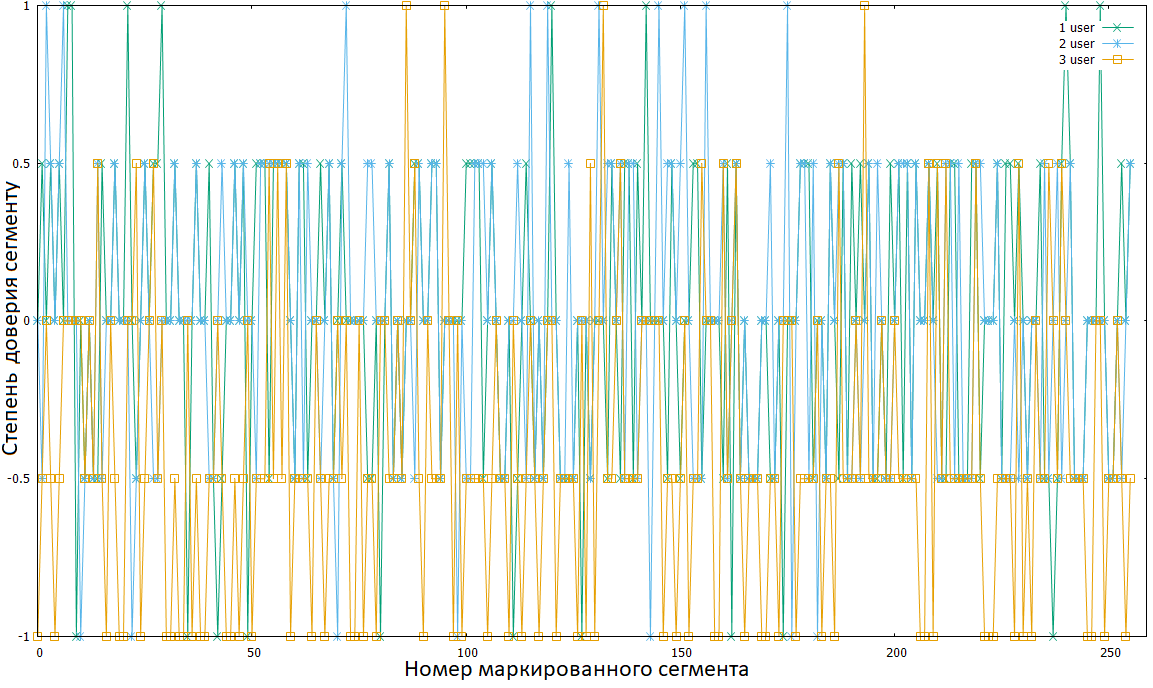 1
0.5
0
-0.5
-1
Степень доверия сегменту
1 user
2 user
3 user
0
50
100
150
200
250
Номер маркированного сегмента